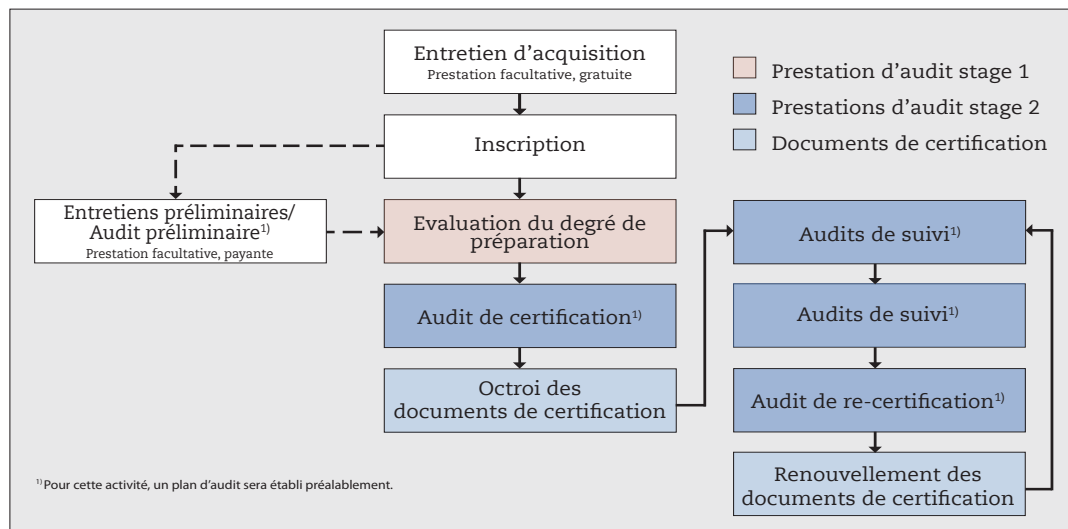 Entretien d’acquisition
Prestation facultative, gratuite
Inscription
Entretiens préliminaires/
Audit préliminaire¹⁾
Prestation facultative, payante
Evaluation du degré de
préparation
Audit de certification¹⁾
Octroi des
documents de certification
Prestation d’audit stage 1
Prestations d’audit stage 2
Documents de certification
Audits de suivi¹⁾
Audits de suivi¹⁾
Audit de re-certification¹⁾
Renouvellement des
documents de certification
¹⁾ Pour cette activité, un plan d’audit sera établi préalablement.